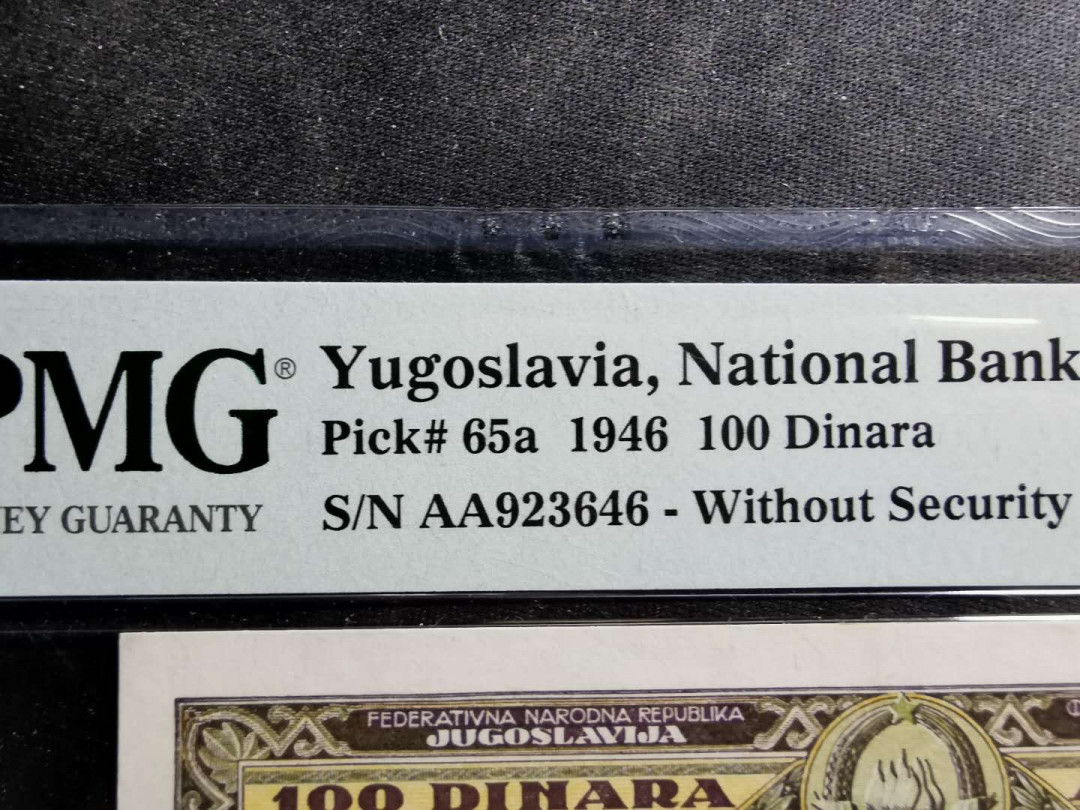 PMG®
EY GUARANTY
Yugoslavia, National Bank
Pick# 65a 1946 100 Dinara
S/N AA923646 - Without Security
FEDERATIVNA NARODNA REPUBLIKA
JUGOSLAVIJA
100 DINARA